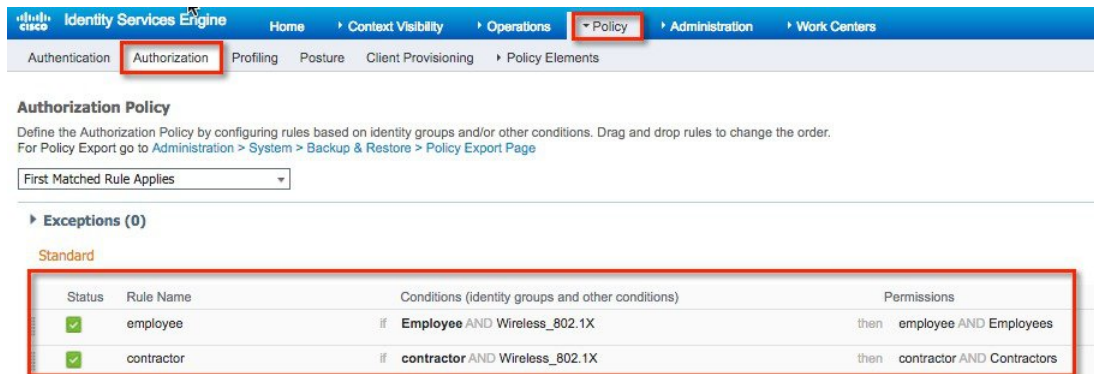 cisco Identity Services Engine Home Context Visibility Operations Policy Administration Work Centers
Authentication Authorization Profiling Posture Client Provisioning Policy Elements
Authorization Policy
Define the Authorization Policy by configuring rules based on identity groups and/or other conditions. Drag and drop rules to change the order.
For Policy Export go to Administration > System > Backup & Restore > Policy Export Page
First Matched Rule Applies
Exceptions (0)
Standard
Status Rule Name Conditions (identity groups and other conditions) Permissions
employee if Employee AND Wireless_802.1X then employee AND Employees
contractor if contractor AND Wireless_802.1X then contractor AND Contractors